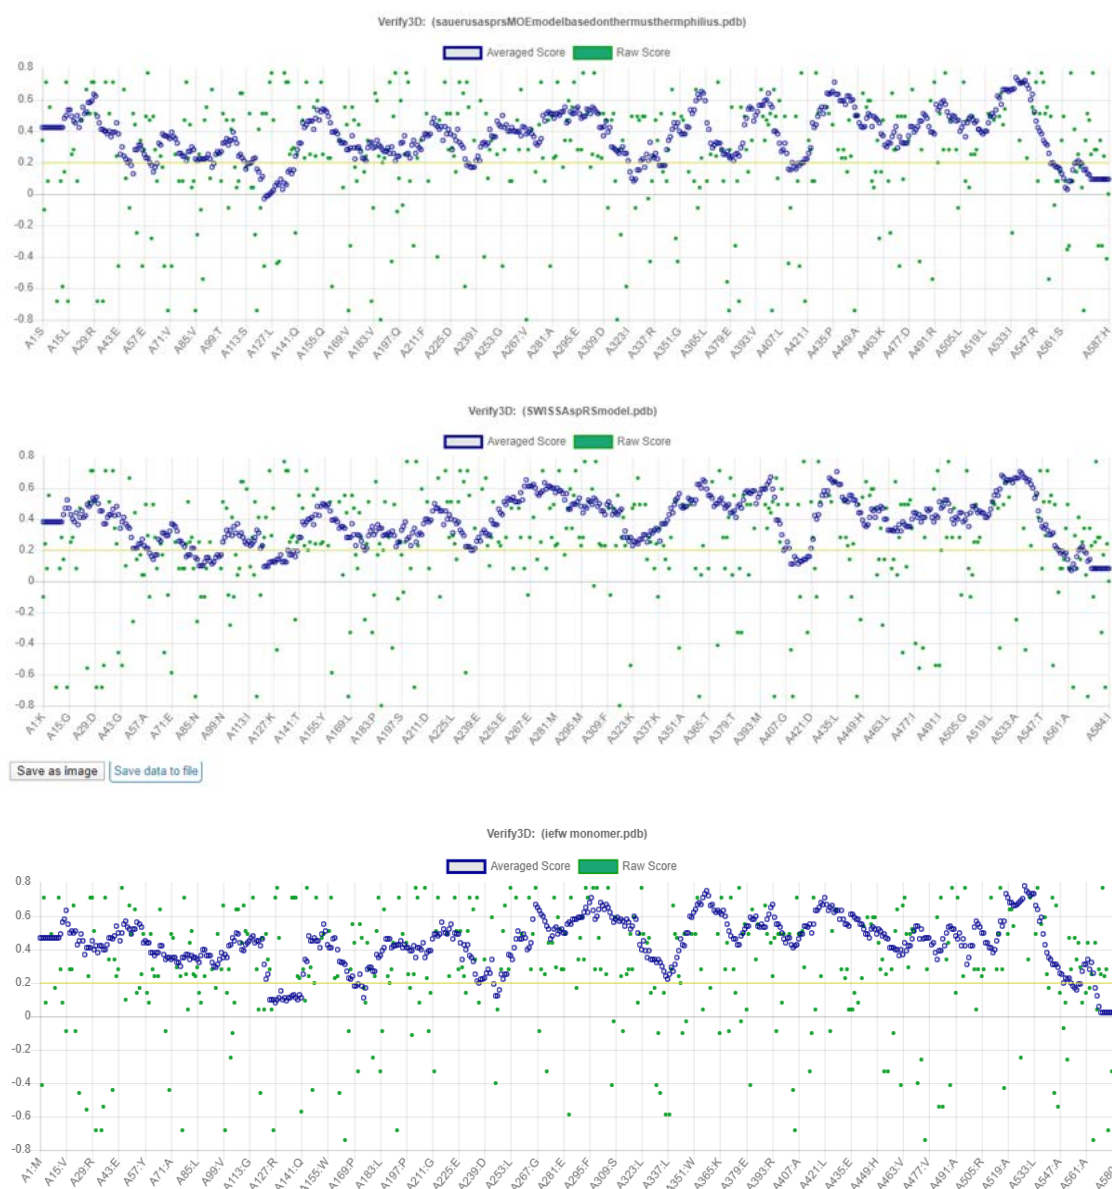 Verify3D: (sauerusasprsMOEmodelbasedonthermusthermphilius.pdb)
Averaged Score Raw Score
0.8
0.6
0.4
0.2
0
-0.2
-0.4
-0.6
-0.8
A1:S A15:L A29:R A43:E A57:E A71:V A85:V A99:T A113:S A127:L A141:Q A155:Q A169:V A183:V A197:Q A211:F A225:D A239:I A253:G A267:V A281:A A295:E A309:D A323:I A337:R A351:G A365:L A379:E A393:V A407:L A421:I A435:P A449:A A463:K A477:D A491:R A505:L A519:L A533:I A547:R A561:S A587:H
Verify3D: (SWISSAspRSmodel.pdb)
Averaged Score Raw Score
0.8
0.6
0.4
0.2
0
-0.2
-0.4
-0.6
-0.8
A1:K A15:G A29:D A43:G A57:A A71:E A85:N A99:N A113:I A127:K A141:T A155:Y A169:L A183:P A197:S A211:D A225:L A239:E A253:E A267:E A281:M A295:M A309:F A323:K A337:K A351:A A365:T A379:T A393:M A407:G A421:D A435:L A449:H A463:L A477:I A491:I A505:G A519:L A533:A A547:T A561:A A584:I
Save as image Save data to file
Verify3D: (iefw monomer.pdb)
Averaged Score Raw Score
0.8
0.6
0.4
0.2
0
-0.2
-0.4
-0.6
-0.8
A1:M A15:V A29:R A43:E A57:Y A71:A A85:L A99:V A113:G A127:R A141:Q A155:W A169:P A183:L A197:P A211:G A225:E A239:D A253:L A267:G A281:E A295:F A309:S A323:L A337:L A351:W A365:K A379:E A393:R A407:A A421:L A435:E A449:H A463:V A477:V A491:A A505:R A519:A A533:L A547:A A561:A